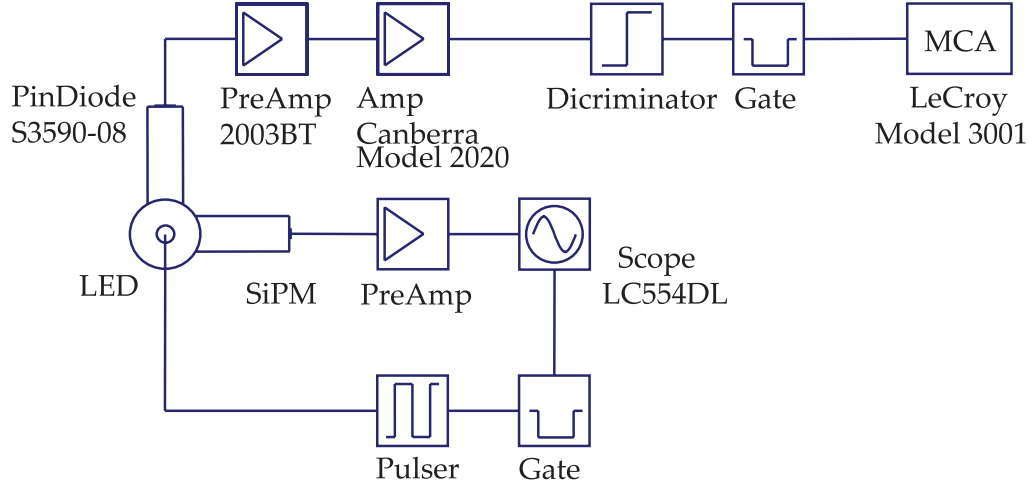 MCA
PinDiode
S3590-08
PreAmp
2003BT
Amp
Canberra
Model 2020
Dicriminator
Gate
LeCroy
Model 3001
LED
SiPM
PreAmp
Scope
LC554DL
Pulser
Gate